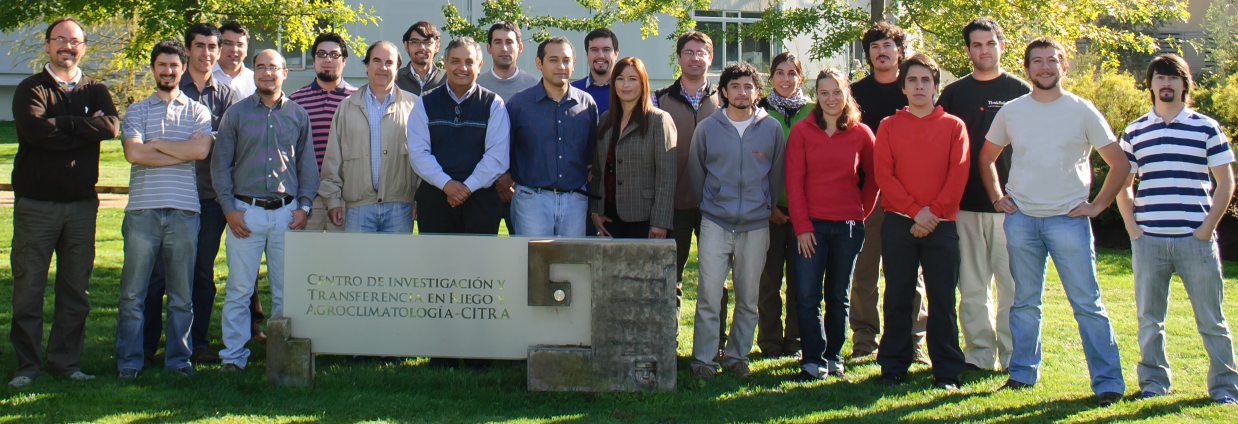 Centro de investigación y
Transferencia en Riego y
Agroclimatología-CITRA